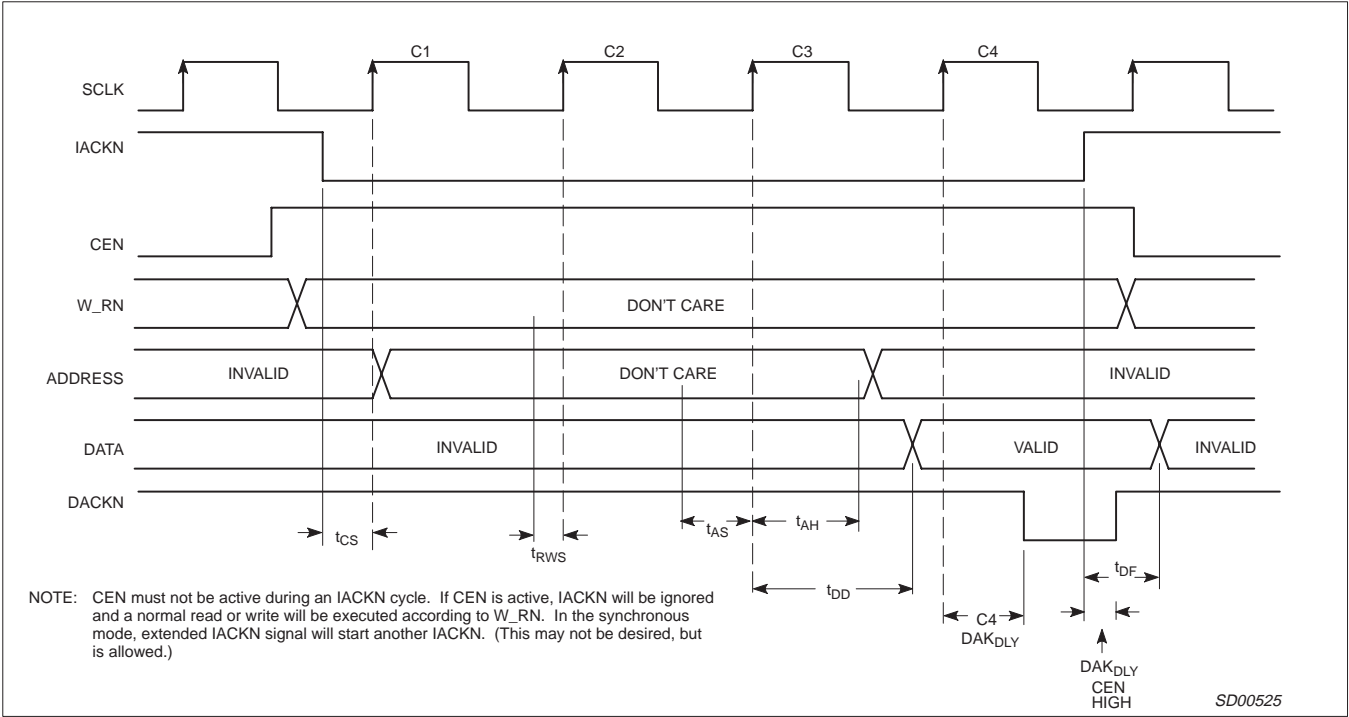 C1 C2 C3 C4
SCLK
IACKN
CEN
W_RN DON'T CARE
ADDRESS INVALID DON'T CARE INVALID
DATA INVALID VALID INVALID
DACKN
tCS tRWS tAS tAH
tDD tDF
C4
DAKDLY
DAKDLY
CEN
HIGH
NOTE: CEN must not be active during an IACKN cycle. If CEN is active, IACKN will be ignored
and a normal read or write will be executed according to W_RN. In the synchronous
mode, extended IACKN signal will start another IACKN. (This may not be desired, but
is allowed.)
SD00525